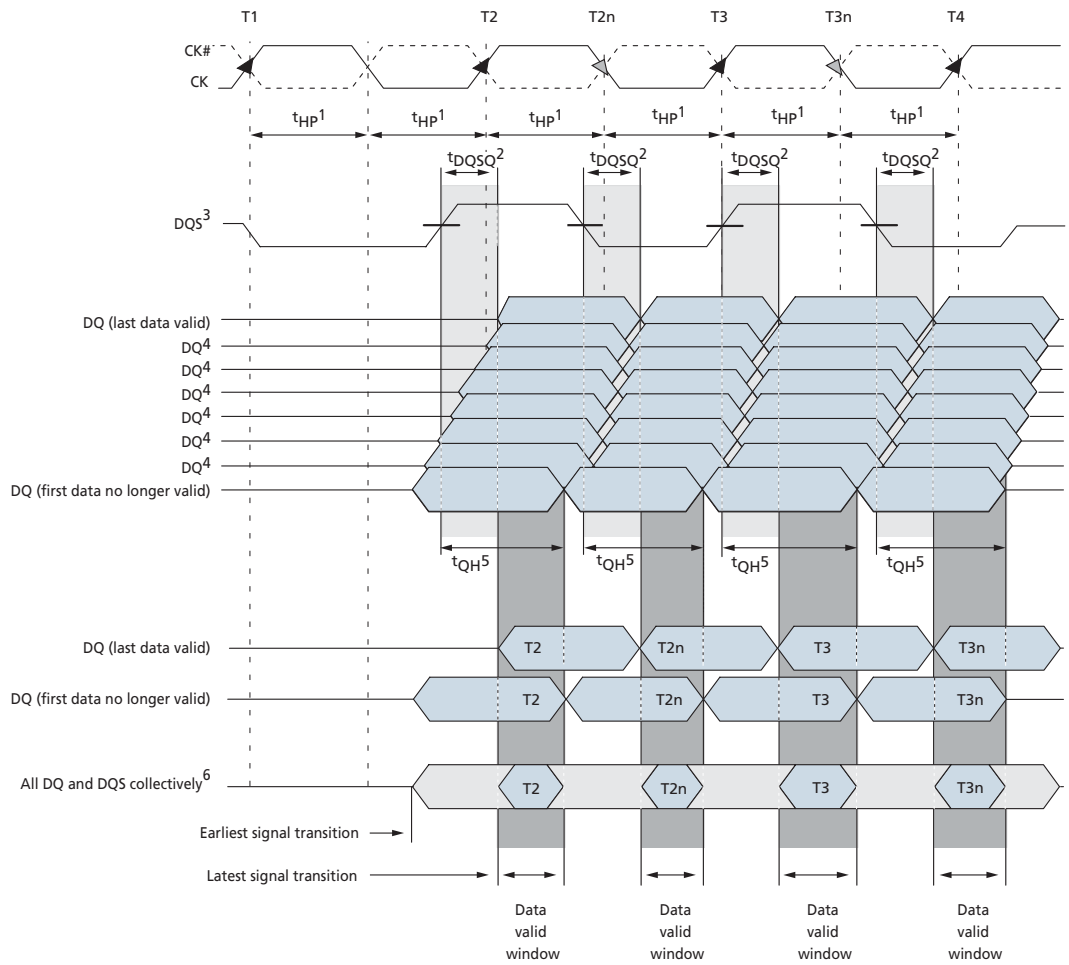 T1 T2 T2n T3 T3n T4
CK#
CK
tHP1 tHP1 tHP1 tHP1 tHP1 tHP1
tDQSQ2 tDQSQ2 tDQSQ2 tDQSQ2
DQS3
DQ (last data valid)
DQ4
DQ4
DQ4
DQ4
DQ4
DQ4
DQ (first data no longer valid)
tQH5 tQH5 tQH5 tQH5
DQ (last data valid) T2 T2n T3 T3n
DQ (first data no longer valid) T2 T2n T3 T3n
All DQ and DQS collectively6 T2 T2n T3 T3n
Earliest signal transition
Latest signal transition
Data Data Data Data
valid valid valid valid
window window window window